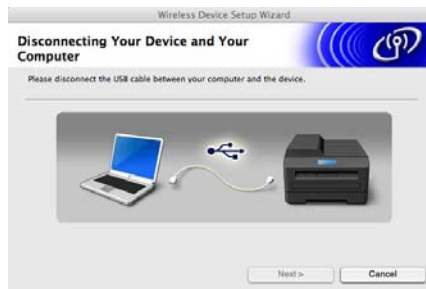 Wireless Device Setup Wizard
Disconnecting Your Device and Your
Computer
Please disconnect the USB cable between your computer and the device.
Next >
Cancel